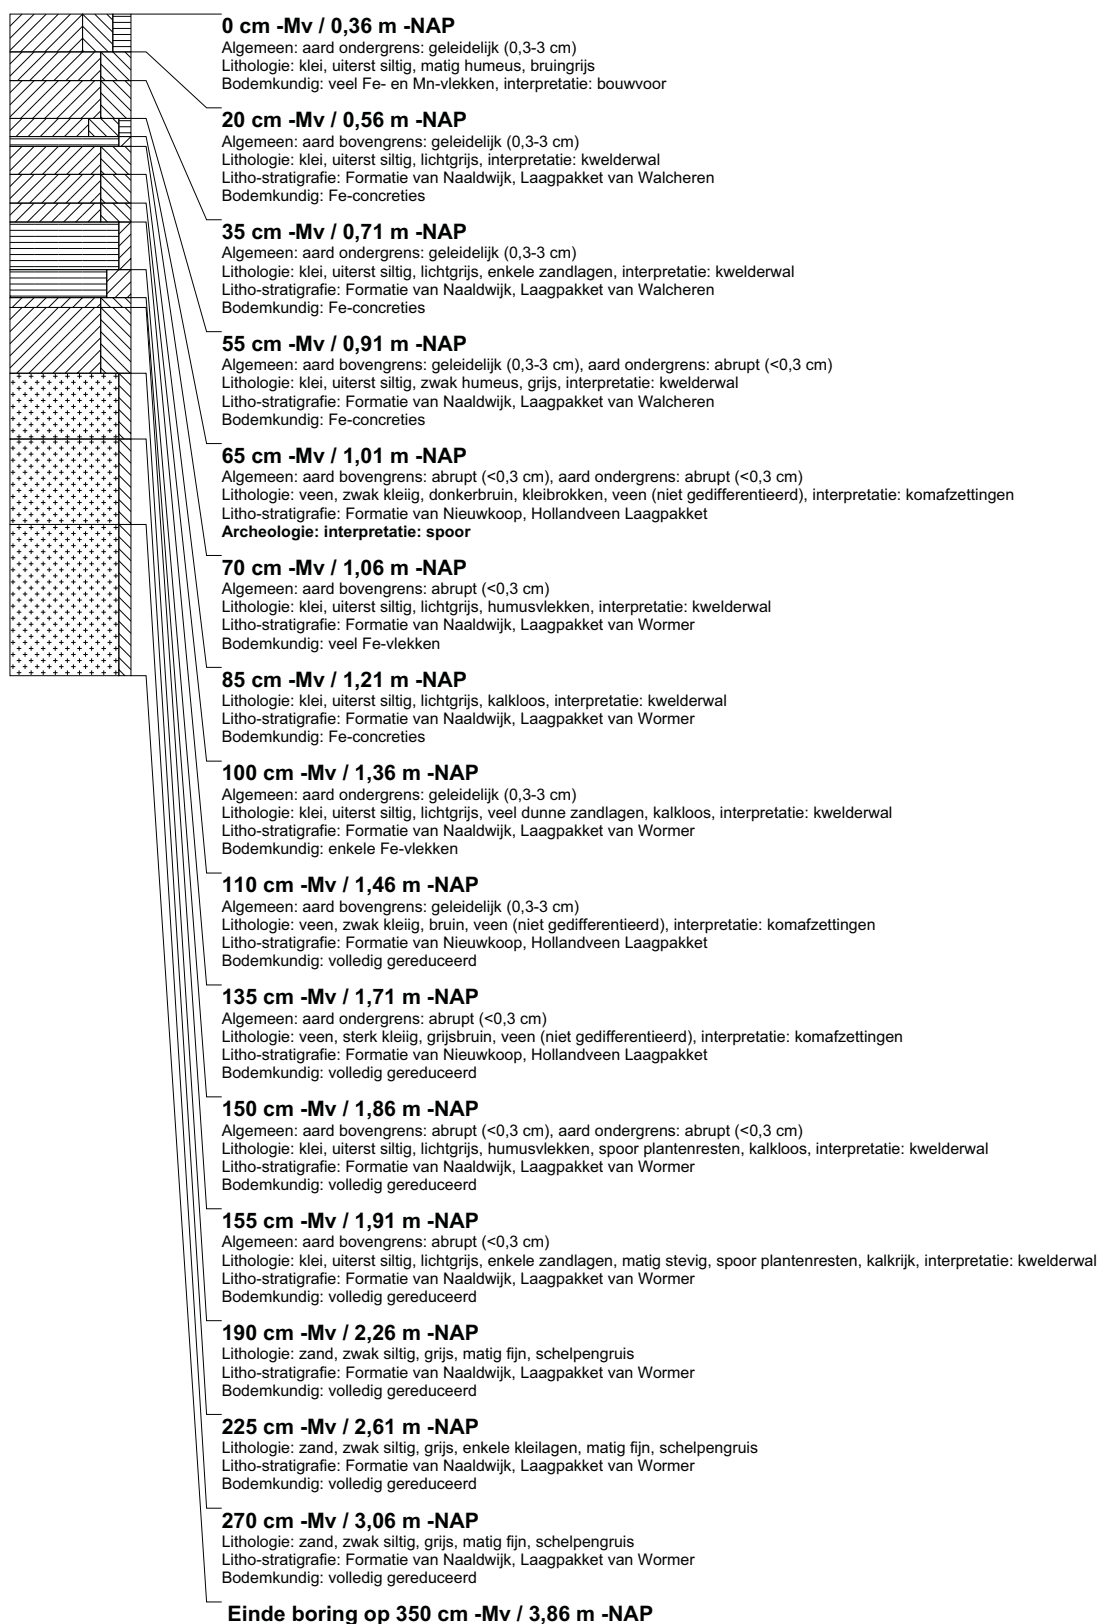 0 cm -Mv / 0,36 m -NAP
Algemeen: aard ondergrens: geleidelijk (0,3-3 cm)
Lithologie: klei, uiterst siltig, matig humeus, bruingrijs
Bodemkundig: veel Fe- en Mn-vlekken, interpretatie: bouwvoor
20 cm -Mv / 0,56 m -NAP
Algemeen: aard bovengrens: geleidelijk (0,3-3 cm)
Lithologie: klei, uiterst siltig, lichtgrijs, interpretatie: kwelderwal
Litho-stratigrafie: Formatie van Naaldwijk, Laagpakket van Walcheren
Bodemkundig: Fe-concreties
35 cm -Mv / 0,71 m -NAP
Algemeen: aard ondergrens: geleidelijk (0,3-3 cm)
Lithologie: klei, uiterst siltig, lichtgrijs, enkele zandlagen, interpretatie: kwelderwal
Litho-stratigrafie: Formatie van Naaldwijk, Laagpakket van Walcheren
Bodemkundig: Fe-concreties
55 cm -Mv / 0,91 m -NAP
Algemeen: aard bovengrens: geleidelijk (0,3-3 cm), aard ondergrens: abrupt (<0,3 cm)
Lithologie: klei, uiterst siltig, zwak humeus, grijs, interpretatie: kwelderwal
Litho-stratigrafie: Formatie van Naaldwijk, Laagpakket van Walcheren
Bodemkundig: Fe-concreties
65 cm -Mv / 1,01 m -NAP
Algemeen: aard bovengrens: abrupt (<0,3 cm), aard ondergrens: abrupt (<0,3 cm)
Lithologie: veen, zwak kleiig, donkerbruin, kleibrokken, veen (niet gedifferentieerd), interpretatie: komafzettingen
Litho-stratigrafie: Formatie van Nieuwkoop, Hollandveen Laagpakket
Archeologie: interpretatie: spoor
70 cm -Mv / 1,06 m -NAP
Algemeen: aard bovengrens: abrupt (<0,3 cm)
Lithologie: klei, uiterst siltig, lichtgrijs, humusvlekken, interpretatie: kwelderwal
Litho-stratigrafie: Formatie van Naaldwijk, Laagpakket van Wormer
Bodemkundig: veel Fe-vlekken
85 cm -Mv / 1,21 m -NAP
Lithologie: klei, uiterst siltig, lichtgrijs, kalkloos, interpretatie: kwelderwal
Litho-stratigrafie: Formatie van Naaldwijk, Laagpakket van Wormer
Bodemkundig: Fe-concreties
100 cm -Mv / 1,36 m -NAP
Algemeen: aard ondergrens: geleidelijk (0,3-3 cm)
Lithologie: klei, uiterst siltig, lichtgrijs, veel dunne zandlagen, kalkloos, interpretatie: kwelderwal
Litho-stratigrafie: Formatie van Naaldwijk, Laagpakket van Wormer
Bodemkundig: enkele Fe-vlekken
110 cm -Mv / 1,46 m -NAP
Algemeen: aard bovengrens: geleidelijk (0,3-3 cm)
Lithologie: veen, zwak kleiig, bruin, veen (niet gedifferentieerd), interpretatie: komafzettingen
Litho-stratigrafie: Formatie van Nieuwkoop, Hollandveen Laagpakket
Bodemkundig: volledig gereduceerd
135 cm -Mv / 1,71 m -NAP
Algemeen: aard ondergrens: abrupt (<0,3 cm)
Lithologie: veen, sterk kleiig, grijsbruin, veen (niet gedifferentieerd), interpretatie: komafzettingen
Litho-stratigrafie: Formatie van Nieuwkoop, Hollandveen Laagpakket
Bodemkundig: volledig gereduceerd
150 cm -Mv / 1,86 m -NAP
Algemeen: aard bovengrens: abrupt (<0,3 cm), aard ondergrens: abrupt (<0,3 cm)
Lithologie: klei, uiterst siltig, lichtgrijs, humusvlekken, spoor plantenresten, kalkloos, interpretatie: kwelderwal
Litho-stratigrafie: Formatie van Naaldwijk, Laagpakket van Wormer
Bodemkundig: volledig gereduceerd
155 cm -Mv / 1,91 m -NAP
Algemeen: aard bovengrens: abrupt (<0,3 cm)
Lithologie: klei, uiterst siltig, lichtgrijs, enkele zandlagen, matig stevig, spoor plantenresten, kalkrijk, interpretatie: kwelderwal
Litho-stratigrafie: Formatie van Naaldwijk, Laagpakket van Wormer
Bodemkundig: volledig gereduceerd
190 cm -Mv / 2,26 m -NAP
Lithologie: zand, zwak siltig, grijs, matig fijn, schelpengruis
Litho-stratigrafie: Formatie van Naaldwijk, Laagpakket van Wormer
Bodemkundig: volledig gereduceerd
225 cm -Mv / 2,61 m -NAP
Lithologie: zand, zwak siltig, grijs, enkele kleilagen, matig fijn, schelpengruis
Litho-stratigrafie: Formatie van Naaldwijk, Laagpakket van Wormer
Bodemkundig: volledig gereduceerd
270 cm -Mv / 3,06 m -NAP
Lithologie: zand, zwak siltig, grijs, matig fijn, schelpengruis
Litho-stratigrafie: Formatie van Naaldwijk, Laagpakket van Wormer
Bodemkundig: volledig gereduceerd
Einde boring op 350 cm -Mv / 3,86 m -NAP